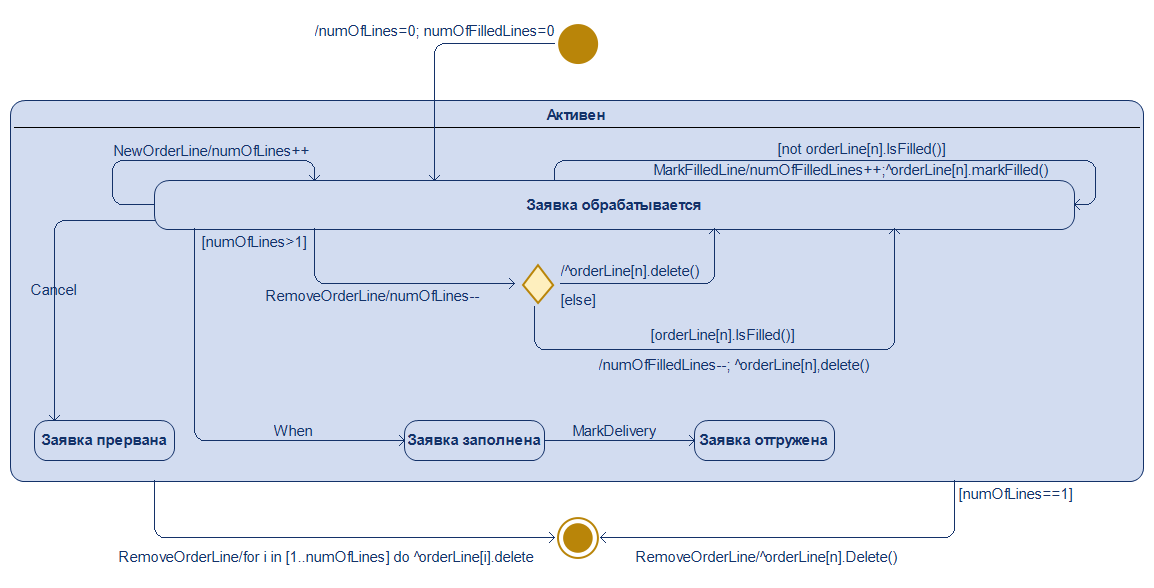 /numOfLines=0; numOfFilledLines=0
Активен
NewOrderLine/numOfLines++
[not orderLine[n].IsFilled()]
MarkFilledLine/numOfFilledLines++;^orderLine[n].markFilled()
Заявка обрабатывается
[numOfLines>1]
/^orderLine[n].delete()
Cancel
RemoveOrderLine/numOfLines--
[else]
[orderLine[n].IsFilled()]
/numOfFilledLines--; ^orderLine[n],delete()
When
MarkDelivery
Заявка прервана
Заявка заполнена
Заявка отгружена
[numOfLines==1]
RemoveOrderLine/for i in [1..numOfLines] do ^orderLine[i].delete
RemoveOrderLine/^orderLine[n].Delete()